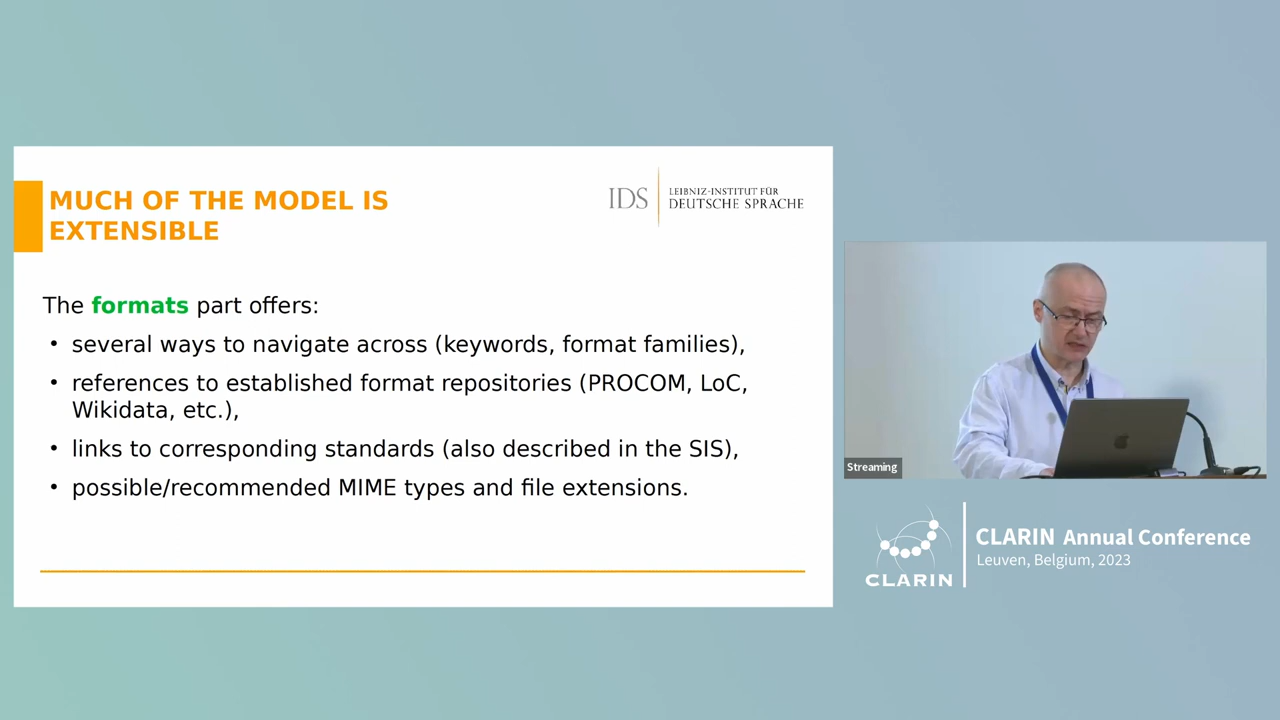 MUCH OF THE MODEL IS
EXTENSIBLE
IDS
LEIBNIZ-INSTITUT FÜR
DEUTSCHE SPRACHE
The formats part offers:
• several ways to navigate across (keywords, format families),
• references to established format repositories (PROCOM, LoC,
Wikidata, etc.),
• links to corresponding standards (also described in the SIS),
• possible/recommended MIME types and file extensions.
Streaming
CLARIN
CLARIN Annual Conference
Leuven, Belgium, 2023